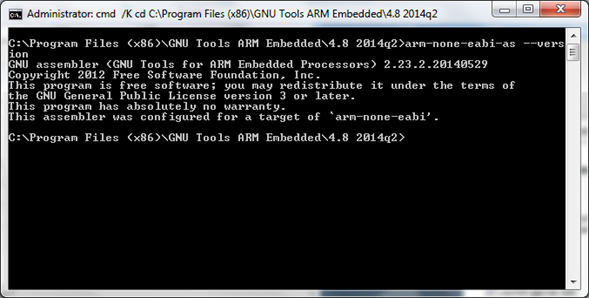 Administrator: cmd /K cd C:\Program Files (x86)\GNU Tools ARM Embedded\4.8 2014q2
C:\Program Files (x86)\GNU Tools ARM Embedded\4.8 2014q2>arm-none-eabi-as --vers
ion
GNU assembler (GNU Tools for ARM Embedded Processors) 2.23.2.20140529
Copyright 2012 Free Software Foundation, Inc.
This program is free software; you may redistribute it under the terms of
the GNU General Public License version 3 or later.
This program has absolutely no warranty.
This assembler was configured for a target of `arm-none-eabi'.
C:\Program Files (x86)\GNU Tools ARM Embedded\4.8 2014q2>